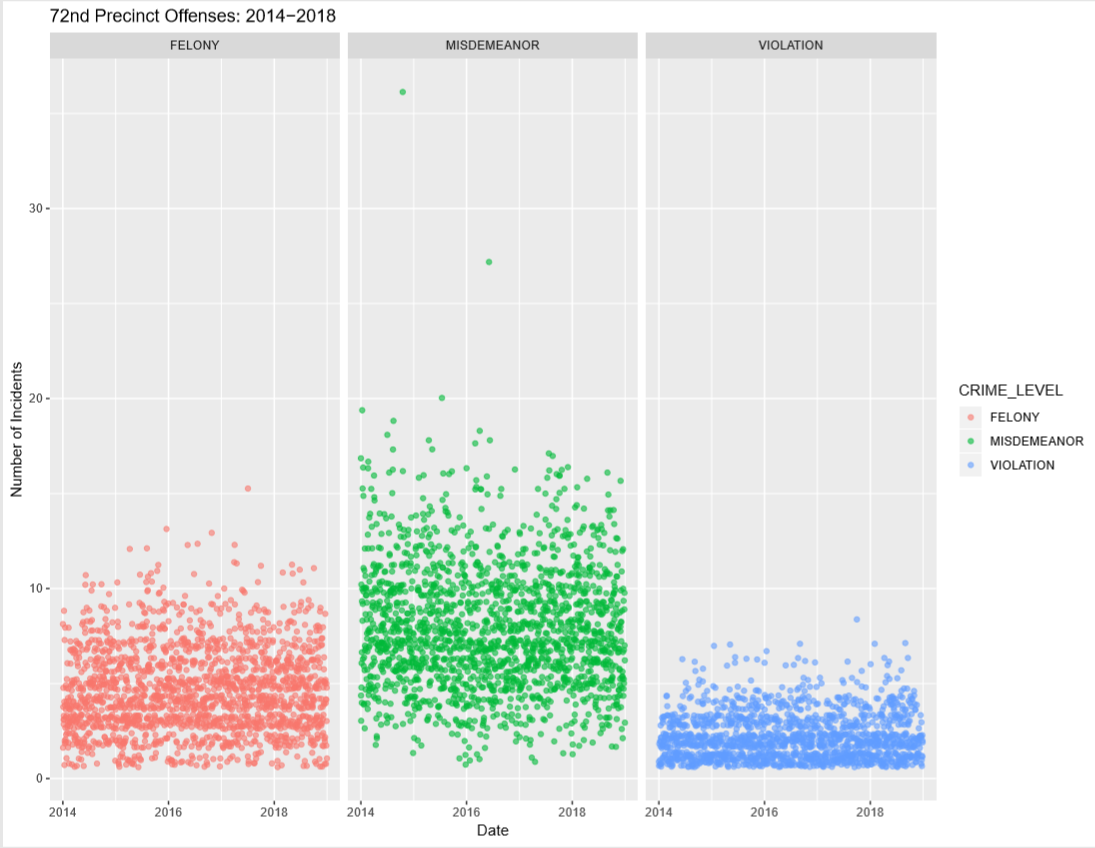 72nd Precinct Offenses: 2014−2018
FELONY MISDEMEANOR VIOLATION
Number of Incidents
30
20
10
0
2014 2016 2018 2014 2016 2018 2014 2016 2018
Date
CRIME_LEVEL
FELONY
MISDEMEANOR
VIOLATION